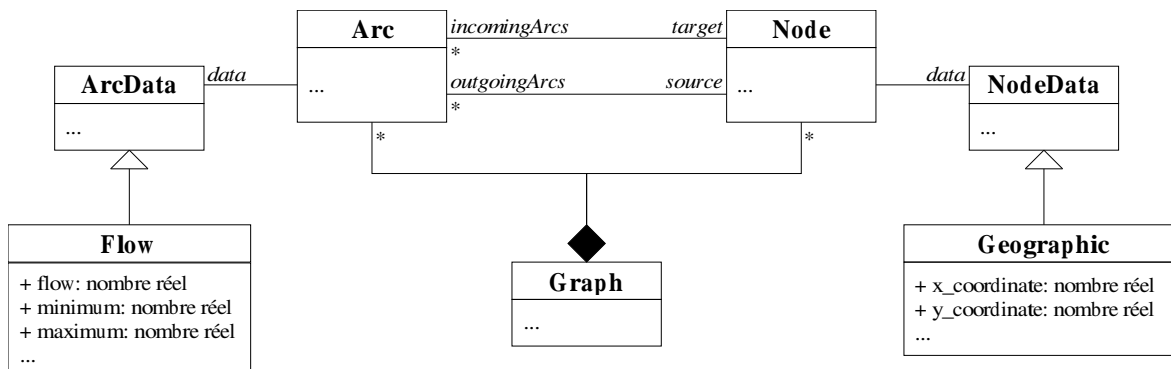 Arc
...
incomingArcs
*
target
outgoingArcs
*
source
Node
...
ArcData
...
data
data
NodeData
...
*
*
Flow
+ flow: nombre réel
+ minimum: nombre réel
+ maximum: nombre réel
...
Graph
...
Geographic
+ x_coordinate: nombre réel
+ y_coordinate: nombre réel
...